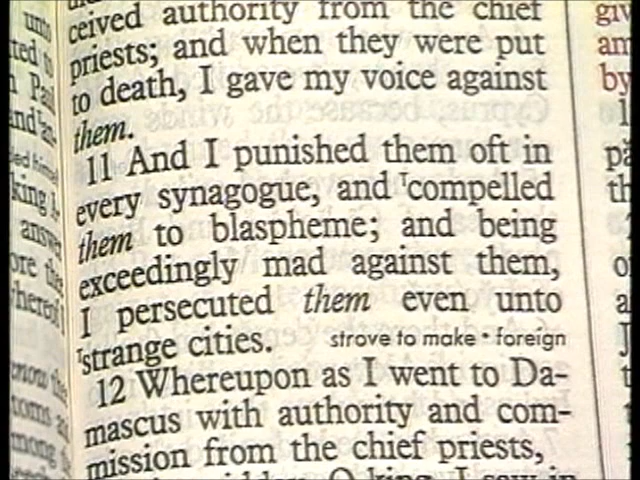 ceived authority from the chief
priests; and when they were put
to death, I gave my voice against
them.
11 And I punished them oft in
every synagogue, and ᵀcompelled
them to blaspheme; and being
exceedingly mad against them,
I persecuted them even unto
ᵀstrange cities. strove to make · foreign
12 Whereupon as I went to Da-
mascus with authority and com-
mission from the chief priests,